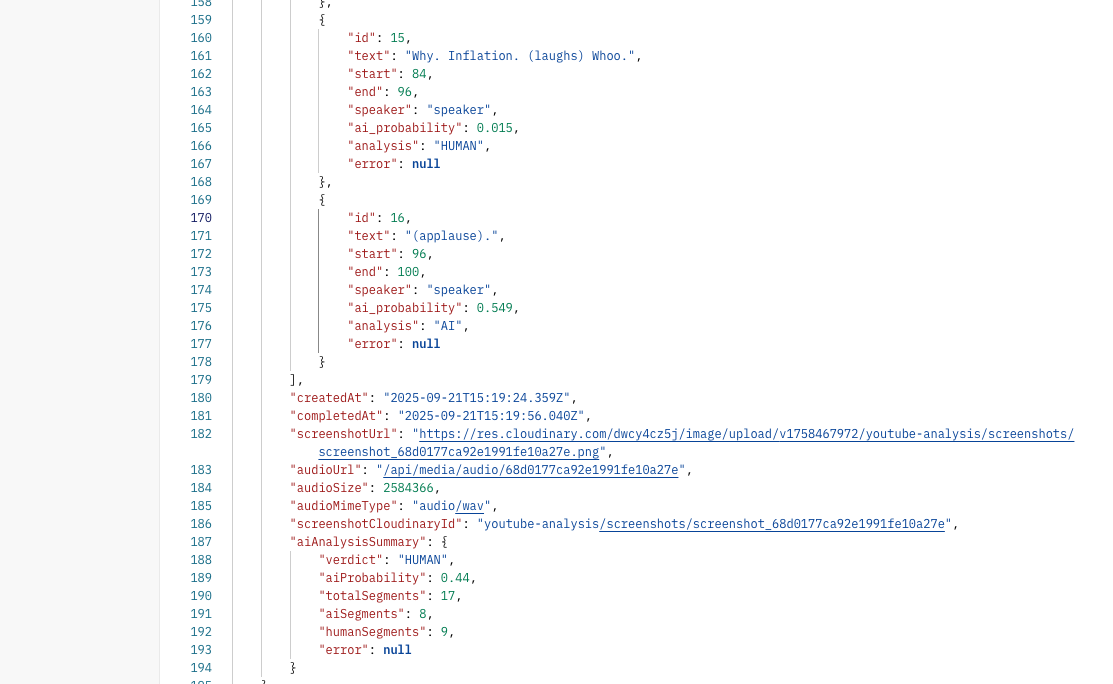 158 },
159 {
160 "id": 15,
161 "text": "Why. Inflation. (laughs) Whoo.",
162 "start": 84,
163 "end": 96,
164 "speaker": "speaker",
165 "ai_probability": 0.015,
166 "analysis": "HUMAN",
167 "error": null
168 },
169 {
170 "id": 16,
171 "text": "(applause).",
172 "start": 96,
173 "end": 100,
174 "speaker": "speaker",
175 "ai_probability": 0.549,
176 "analysis": "AI",
177 "error": null
178 }
179 ],
180 "createdAt": "2025-09-21T15:19:24.359Z",
181 "completedAt": "2025-09-21T15:19:56.040Z",
182 "screenshotUrl": "https://res.cloudinary.com/dwcy4cz5j/image/upload/v1758467972/youtube-analysis/screenshots/
screenshot_68d0177ca92e1991fe10a27e.png",
183 "audioUrl": "/api/media/audio/68d0177ca92e1991fe10a27e",
184 "audioSize": 2584366,
185 "audioMimeType": "audio/wav",
186 "screenshotCloudinaryId": "youtube-analysis/screenshots/screenshot_68d0177ca92e1991fe10a27e",
187 "aiAnalysisSummary": {
188 "verdict": "HUMAN",
189 "aiProbability": 0.44,
190 "totalSegments": 17,
191 "aiSegments": 8,
192 "humanSegments": 9,
193 "error": null
194 }